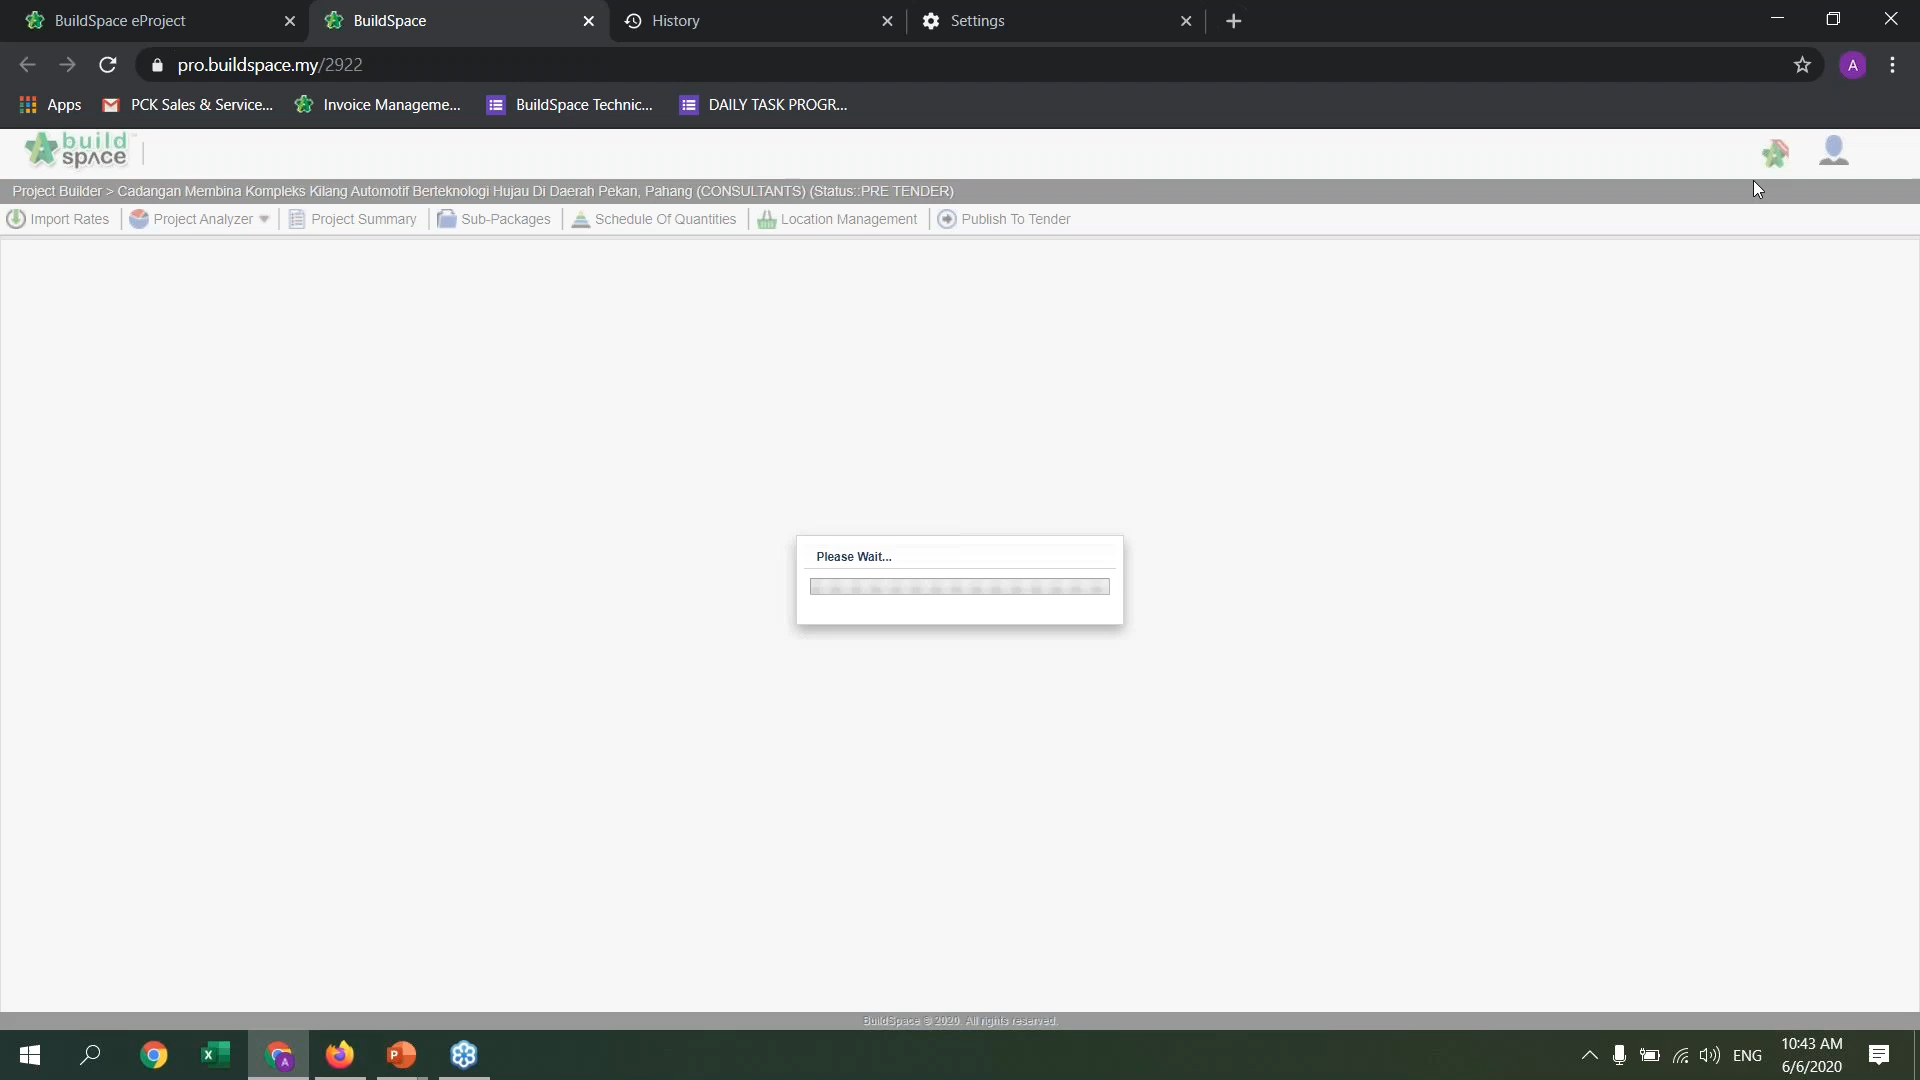 BuildSpace eProject
BuildSpace
History
Settings
pro.buildspace.my/2922
A
Apps
PCK Sales & Service...
Invoice Manageme...
BuildSpace Technic...
DAILY TASK PROGR...
build
space
Project Builder > Cadangan Membina Kompleks Kilang Automotif Berteknologi Hujau Di Daerah Pekan, Pahang (CONSULTANTS) (Status::PRE TENDER)
Import Rates
Project Analyzer
Project Summary
Sub-Packages
Schedule Of Quantities
Location Management
Publish To Tender
Please Wait...
BuildSpace © 2020. All rights reserved.
ENG
10:43 AM
6/6/2020